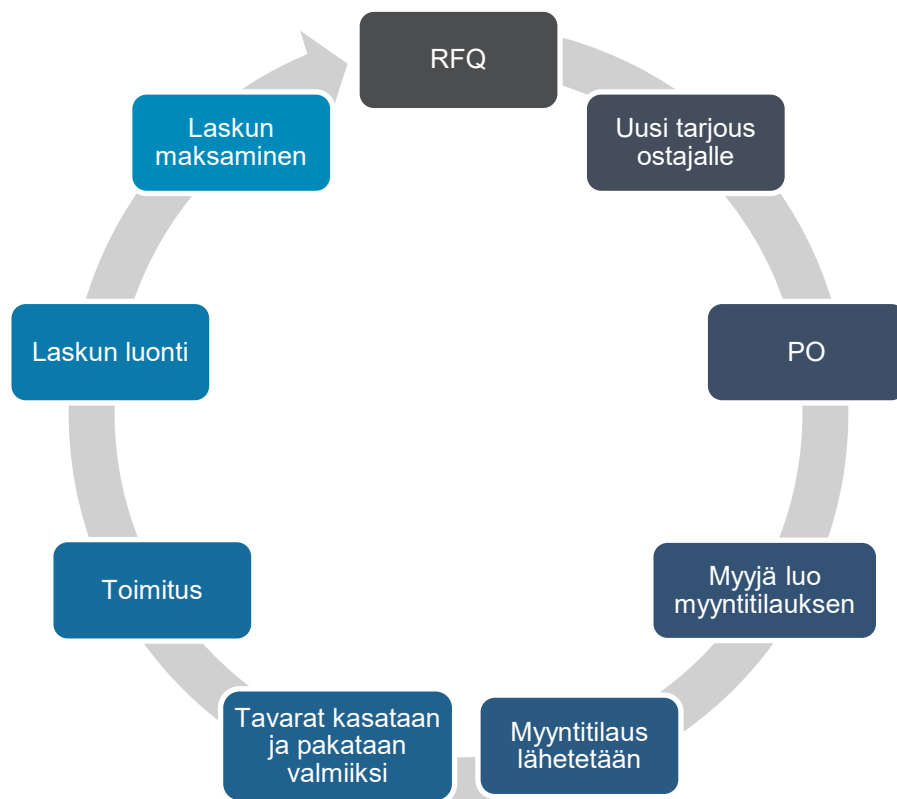 RFQ
Uusi tarjous
ostajalle
PO
Myyjä luo
myyntitilauksen
Myyntitilaus
lähetetään
Tavarat kasataan
ja pakataan
valmiiksi
Toimitus
Laskun luonti
Laskun
maksaminen